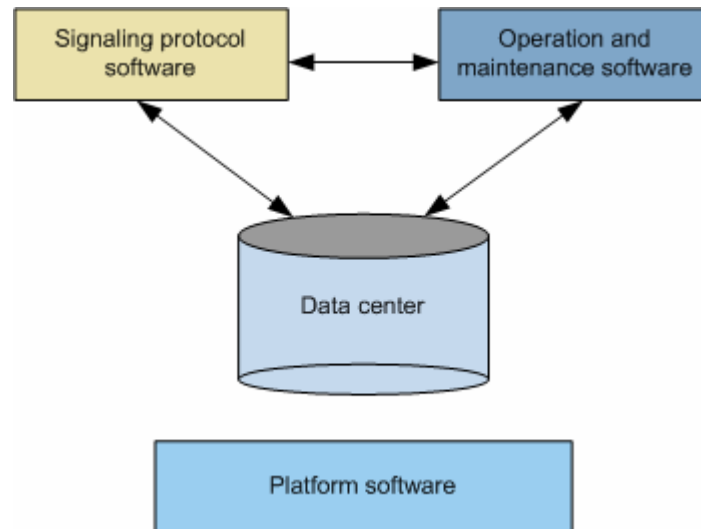 Signaling protocol
software
Operation and
maintenance software
Data center
Platform software